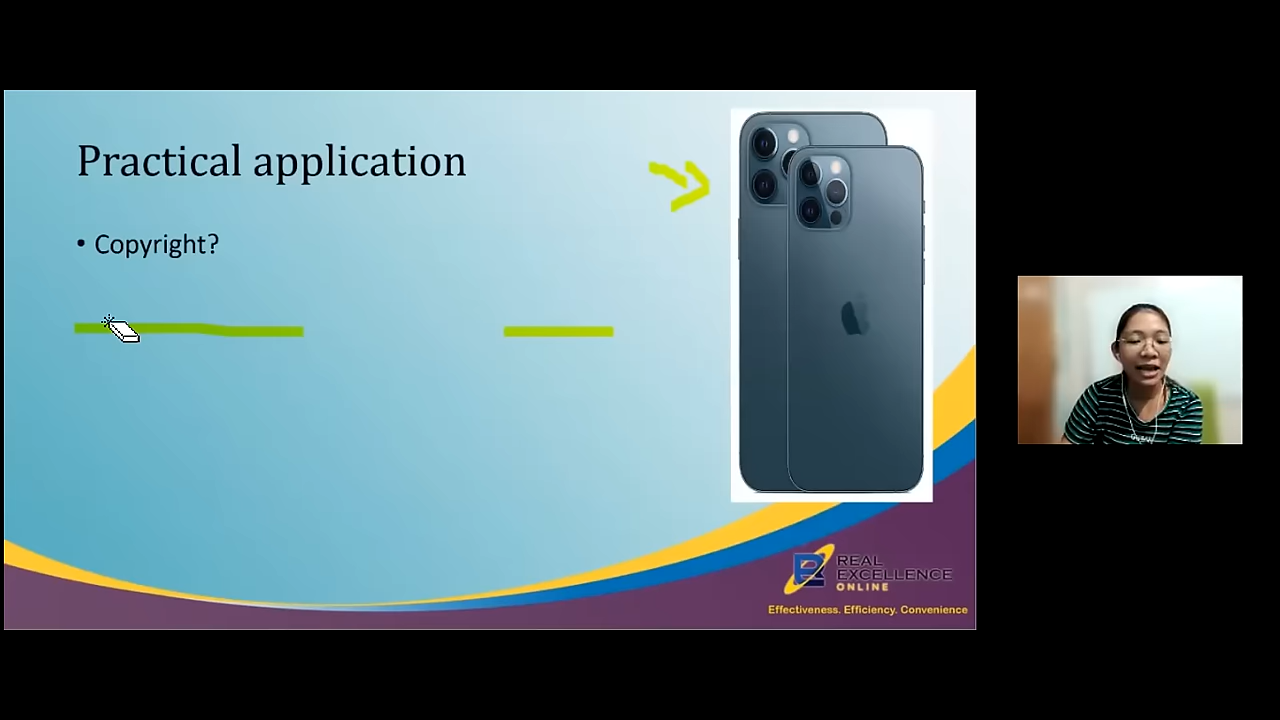 Practical application
• Copyright?
REAL
EXCELLENCE
ONLINE
Effectiveness. Efficiency. Convenience